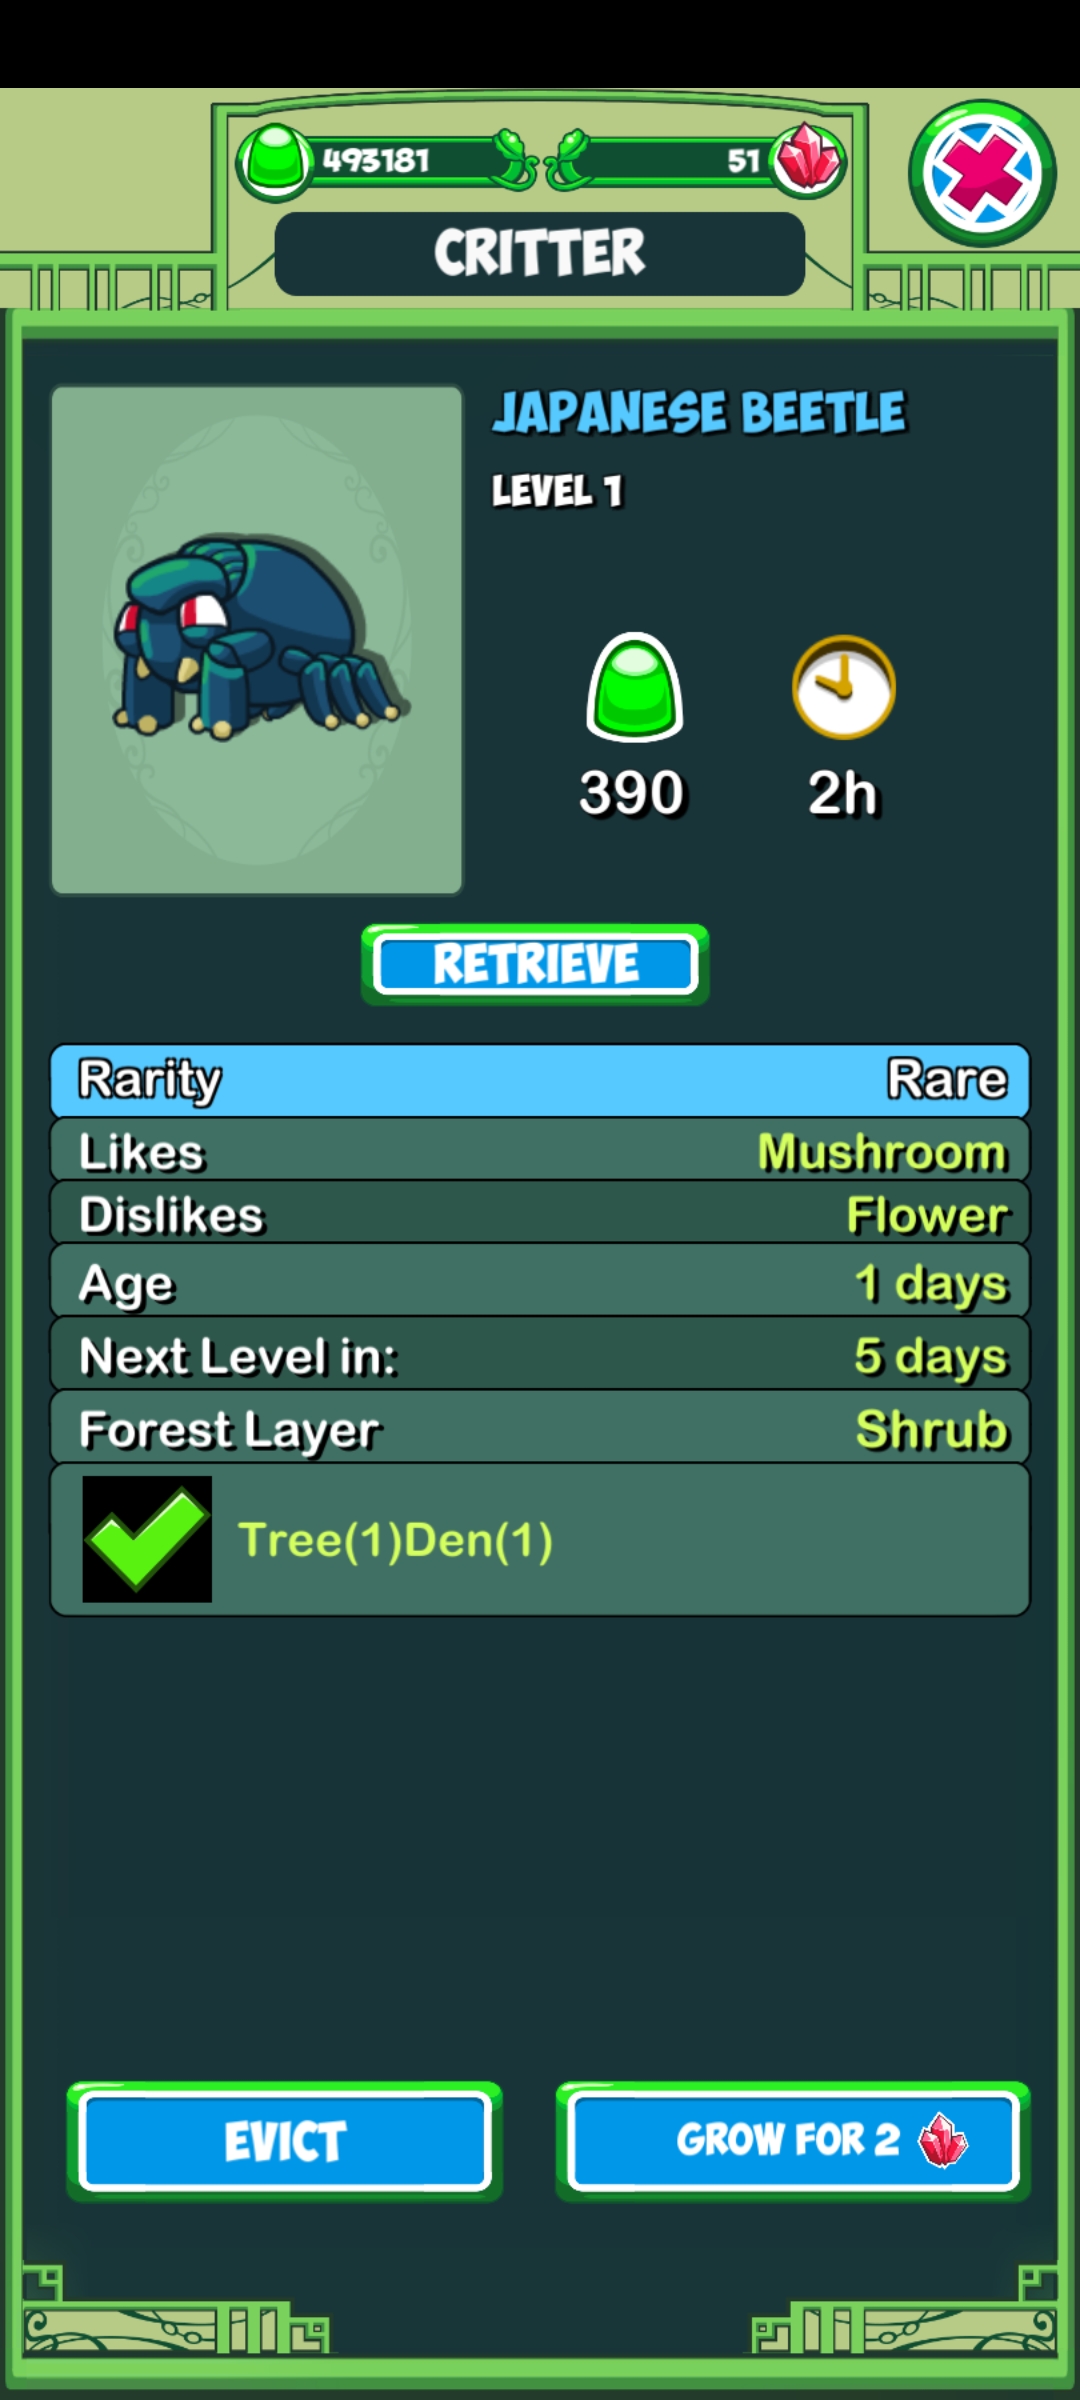 493181 51
CRITTER
JAPANESE BEETLE
LEVEL 1
390 2h
RETRIEVE
Rarity Rare
Likes Mushroom
Dislikes Flower
Age 1 days
Next Level in: 5 days
Forest Layer Shrub
Tree(1)Den(1)
EVICT GROW FOR 2